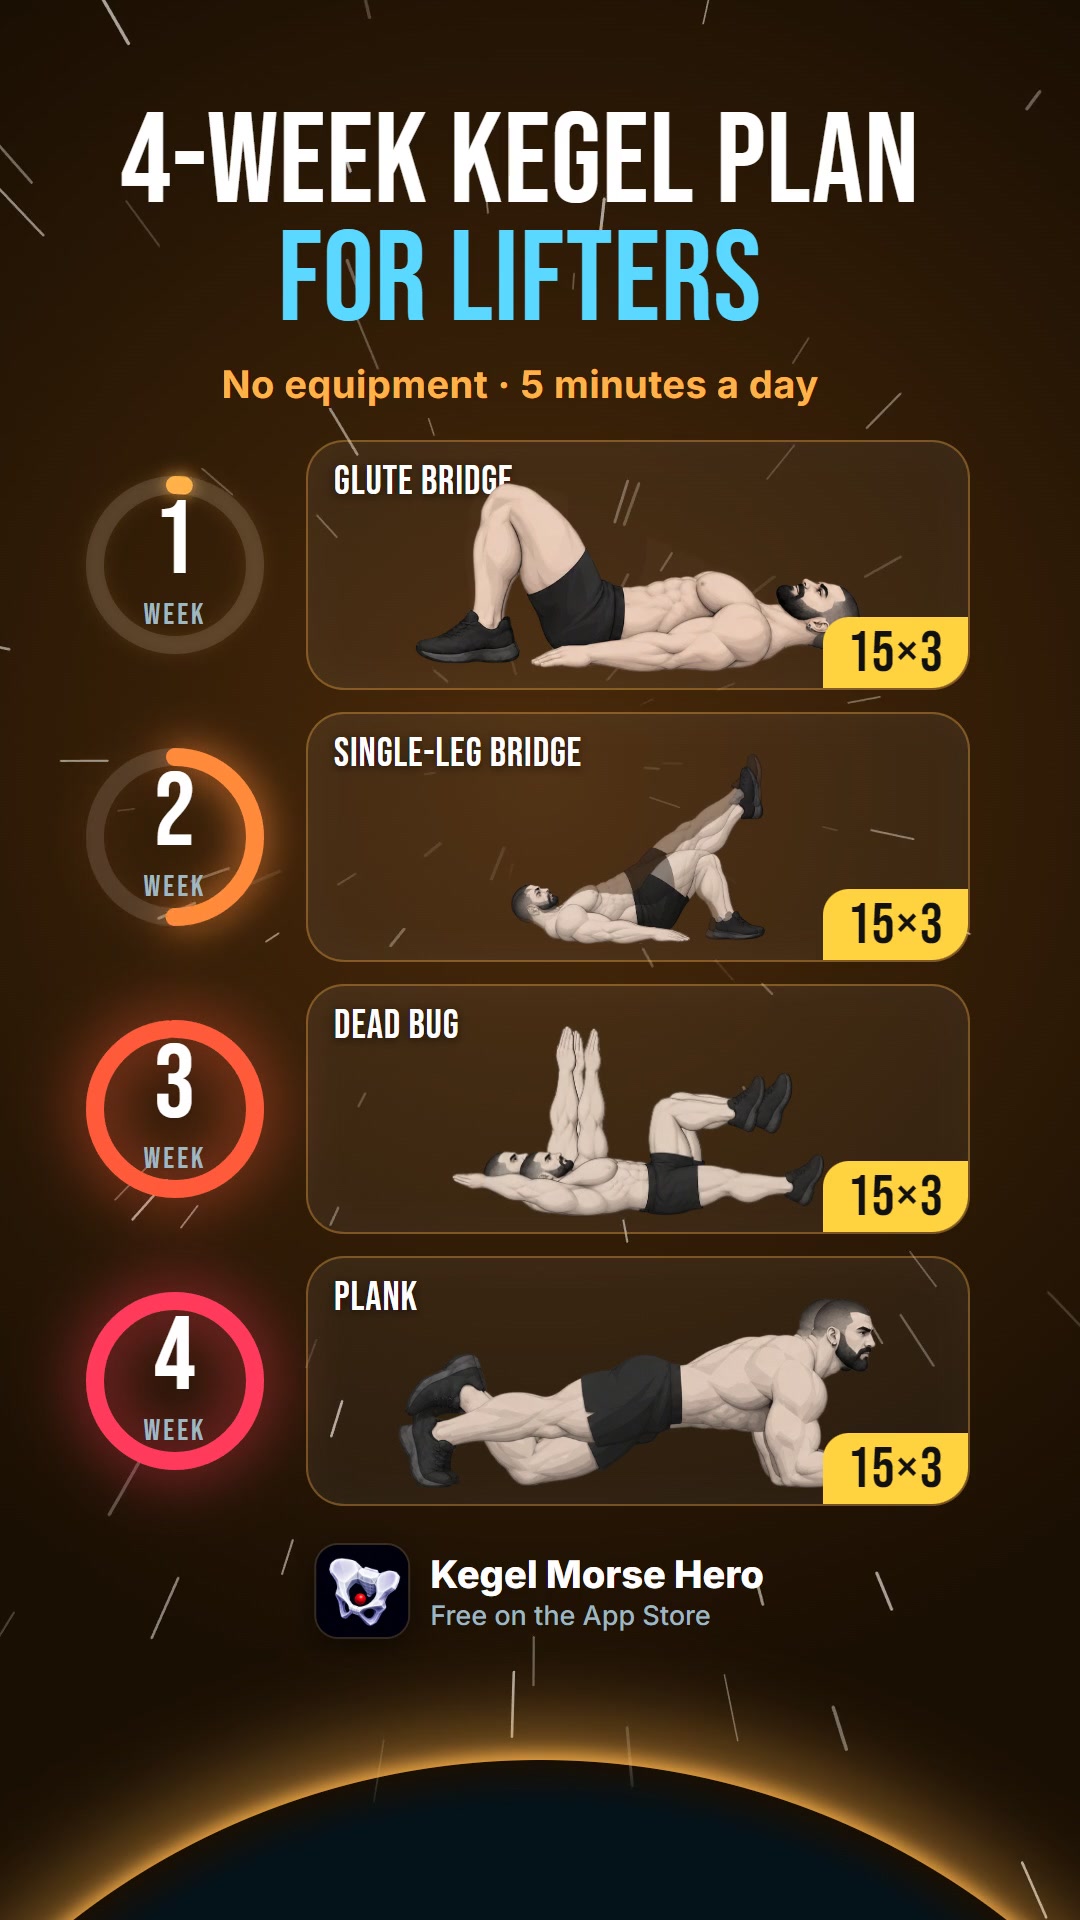 4-WEEK KEGEL PLAN
FOR LIFTERS
No equipment · 5 minutes a day
1
WEEK
GLUTE BRIDGE
15×3
2
WEEK
SINGLE-LEG BRIDGE
15×3
3
WEEK
DEAD BUG
15×3
4
WEEK
PLANK
15×3
Kegel Morse Hero
Free on the App Store